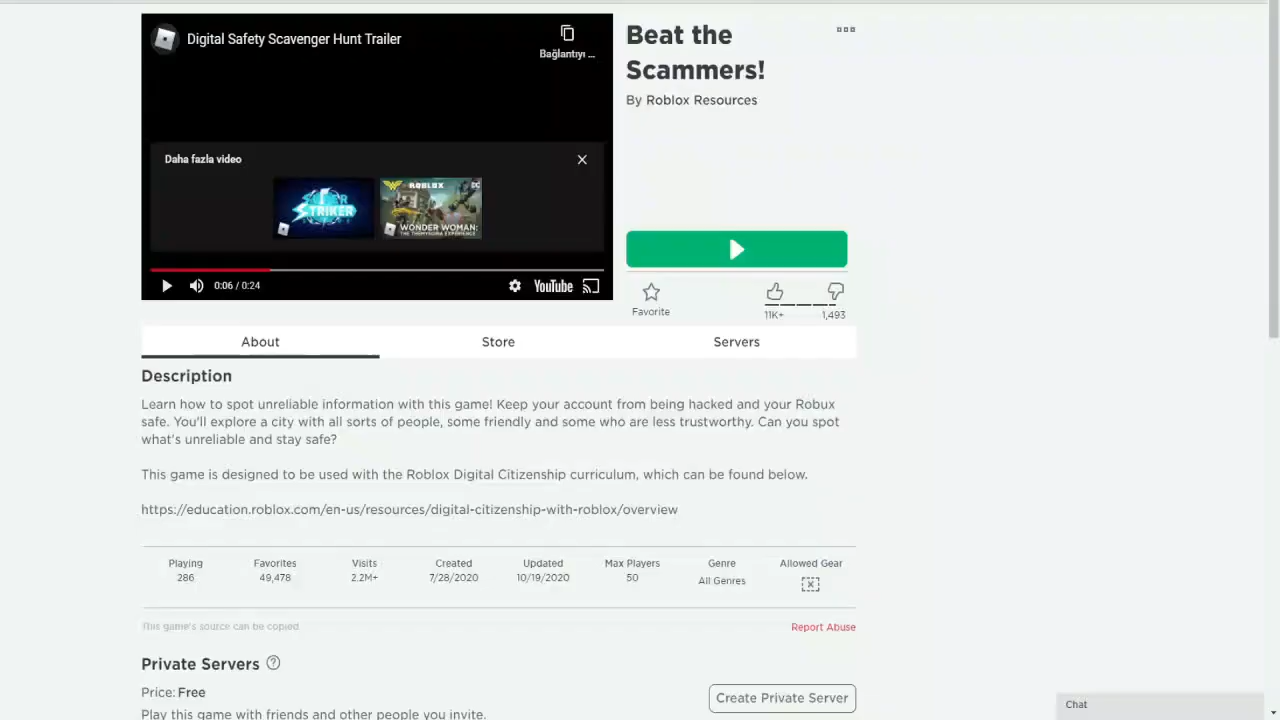 Digital Safety Scavenger Hunt Trailer
Bağlantıyı ...
Daha fazla video
STRIKER
ROBLOX
DC
WONDER WOMAN:
THE THEMYSCIRA EXPERIENCE
0:06 / 0:24
YouTube
Beat the
Scammers!
By Roblox Resources
Favorite
11K+
1,493
About
Store
Servers
Description
Learn how to spot unreliable information with this game! Keep your account from being hacked and your Robux
safe. You'll explore a city with all sorts of people, some friendly and some who are less trustworthy. Can you spot
what's unreliable and stay safe?
This game is designed to be used with the Roblox Digital Citizenship curriculum, which can be found below.
https://education.roblox.com/en-us/resources/digital-citizenship-with-roblox/overview
Playing
Favorites
Visits
Created
Updated
Max Players
Genre
Allowed Gear
286
49,478
2.2M+
7/28/2020
10/19/2020
50
All Genres
This game's source can be copied.
Report Abuse
Private Servers
Price: Free
Create Private Server
Play this game with friends and other people you invite.
Chat